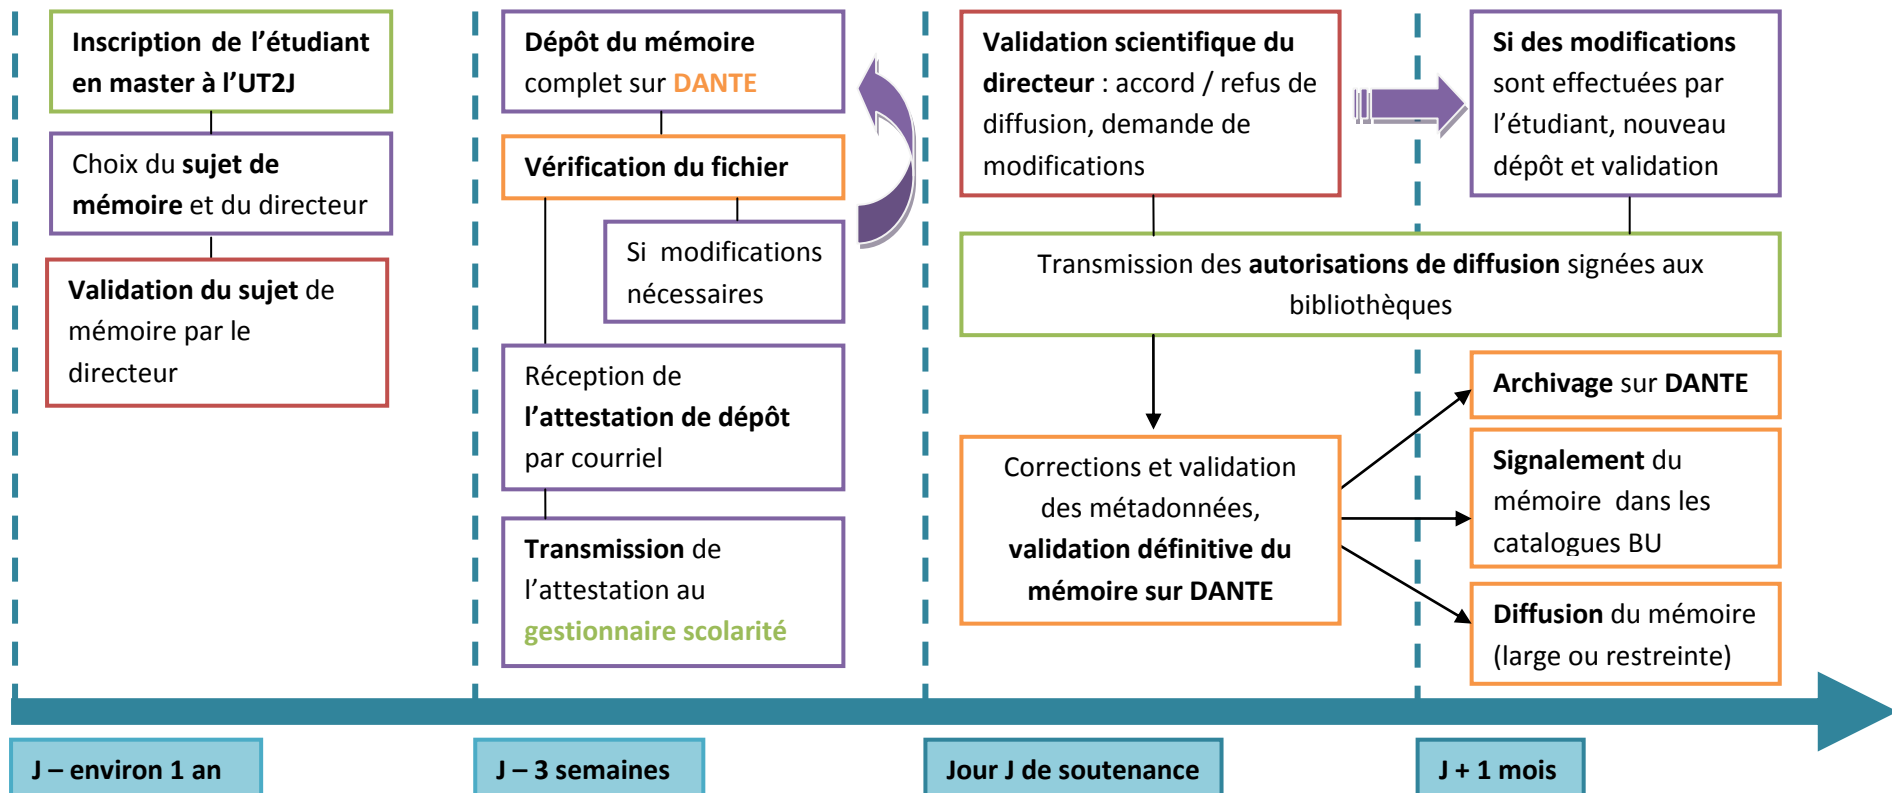 Inscription de l’étudiant
en master à l’UT2J
Choix du sujet de
mémoire et du directeur
Validation du sujet de
mémoire par le
directeur
Dépôt du mémoire
complet sur DANTE
Vérification du fichier
Si modifications
nécessaires
Réception de
l’attestation de dépôt
par courriel
Transmission de
l’attestation au
gestionnaire scolarité
Validation scientifique du
directeur : accord / refus de
diffusion, demande de
modifications
Si des modifications
sont effectuées par
l’étudiant, nouveau
dépôt et validation
Transmission des autorisations de diffusion signées aux
bibliothèques
Corrections et validation
des métadonnées,
validation définitive du
mémoire sur DANTE
Archivage sur DANTE
Signalement du
mémoire dans les
catalogues BU
Diffusion du mémoire
(large ou restreinte)
J – environ 1 an
J – 3 semaines
Jour J de soutenance
J + 1 mois